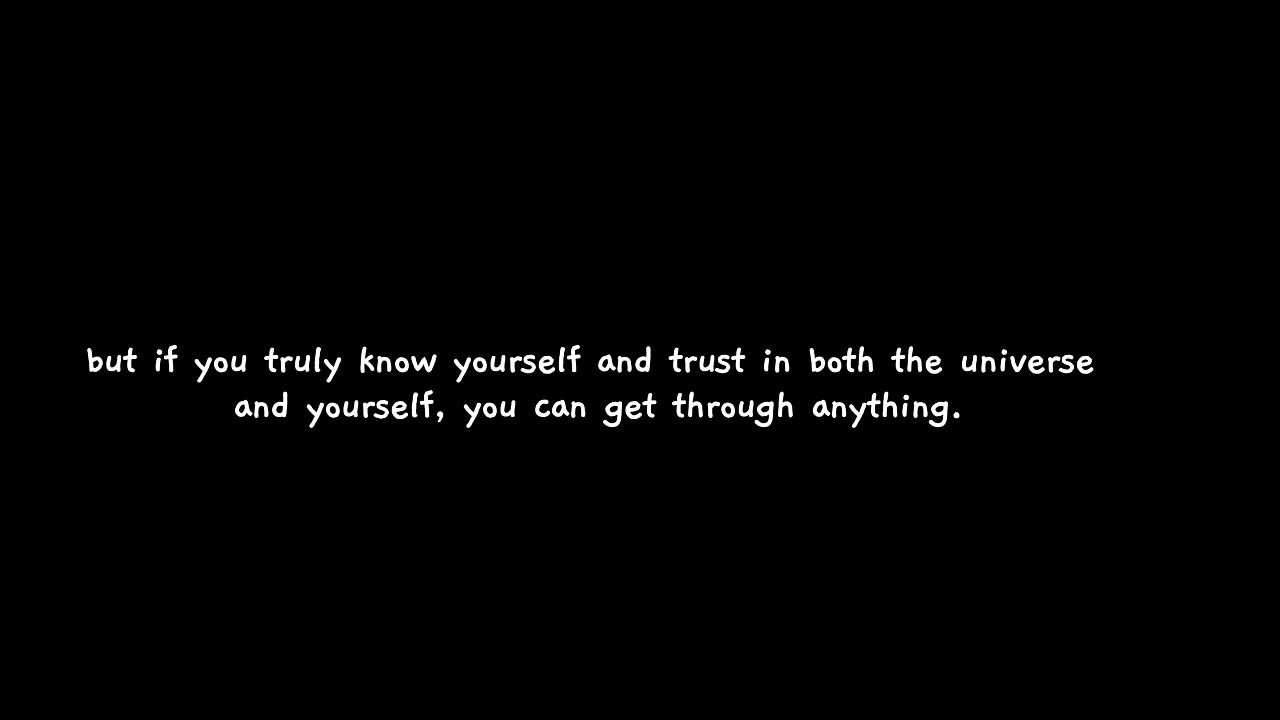 but if you truly know yourself and trust in both the universe
and yourself, you can get through anything.